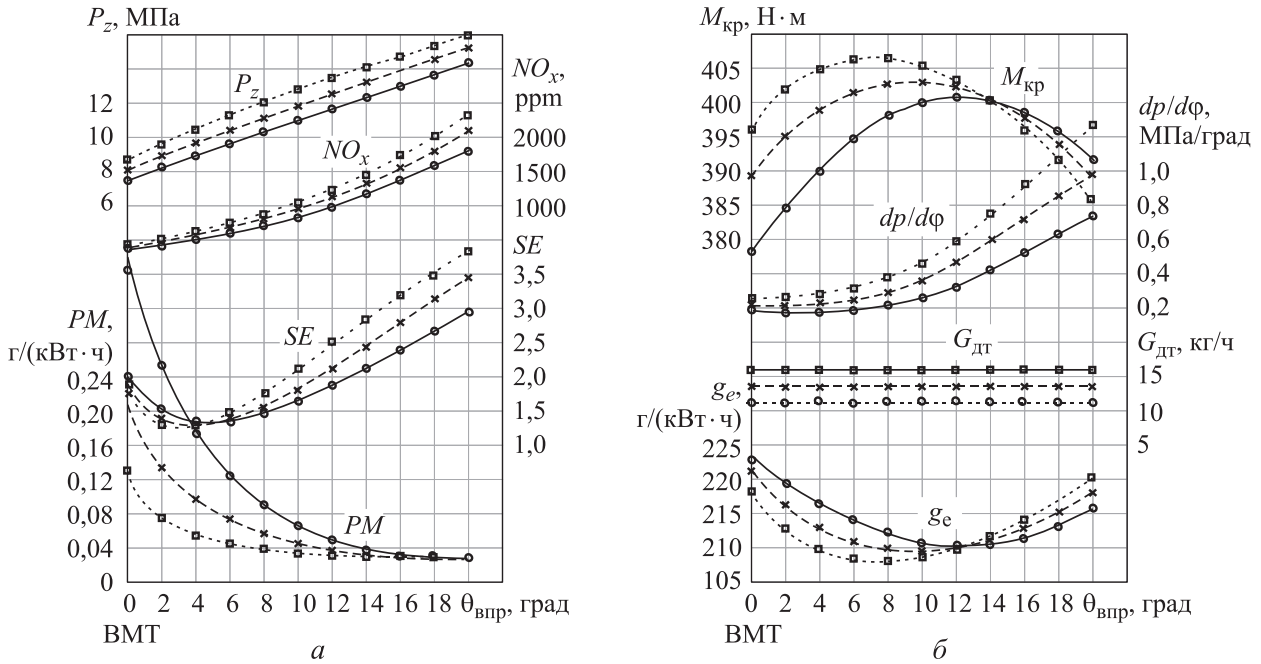 P_z, МПа
12
10
8
6
NO_x,
ppm
2000
1500
1000
SE
3,5
3,0
2,5
2,0
1,5
1,0
PM,
г/(кВт · ч)
0,24
0,20
0,16
0,12
0,08
0,04
0
P_z
NO_x
SE
PM
0 2 4 6 8 10 12 14 16 18 θ_впр, град
ВМТ
а
M_кр, Н · м
405
400
395
390
385
380
dp/dφ,
МПа/град
1,0
0,8
0,6
0,4
0,2
G_дт, кг/ч
15
10
5
g_e,
г/(кВт · ч)
225
220
215
210
105
M_кр
dp/dφ
G_дт
g_e
0 2 4 6 8 10 12 14 16 18 θ_впр, град
ВМТ
б